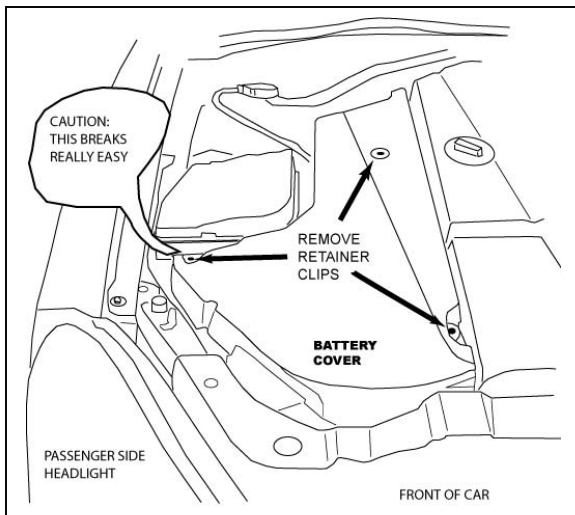 CAUTION:
THIS BREAKS
REALLY EASY
REMOVE
RETAINER
CLIPS
BATTERY
COVER
PASSENGER SIDE
HEADLIGHT
FRONT OF CAR